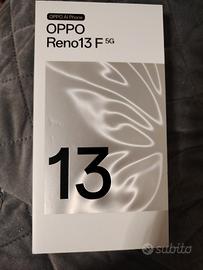 OPPO AI Phone
OPPO
Reno13 F 5G
13
subito